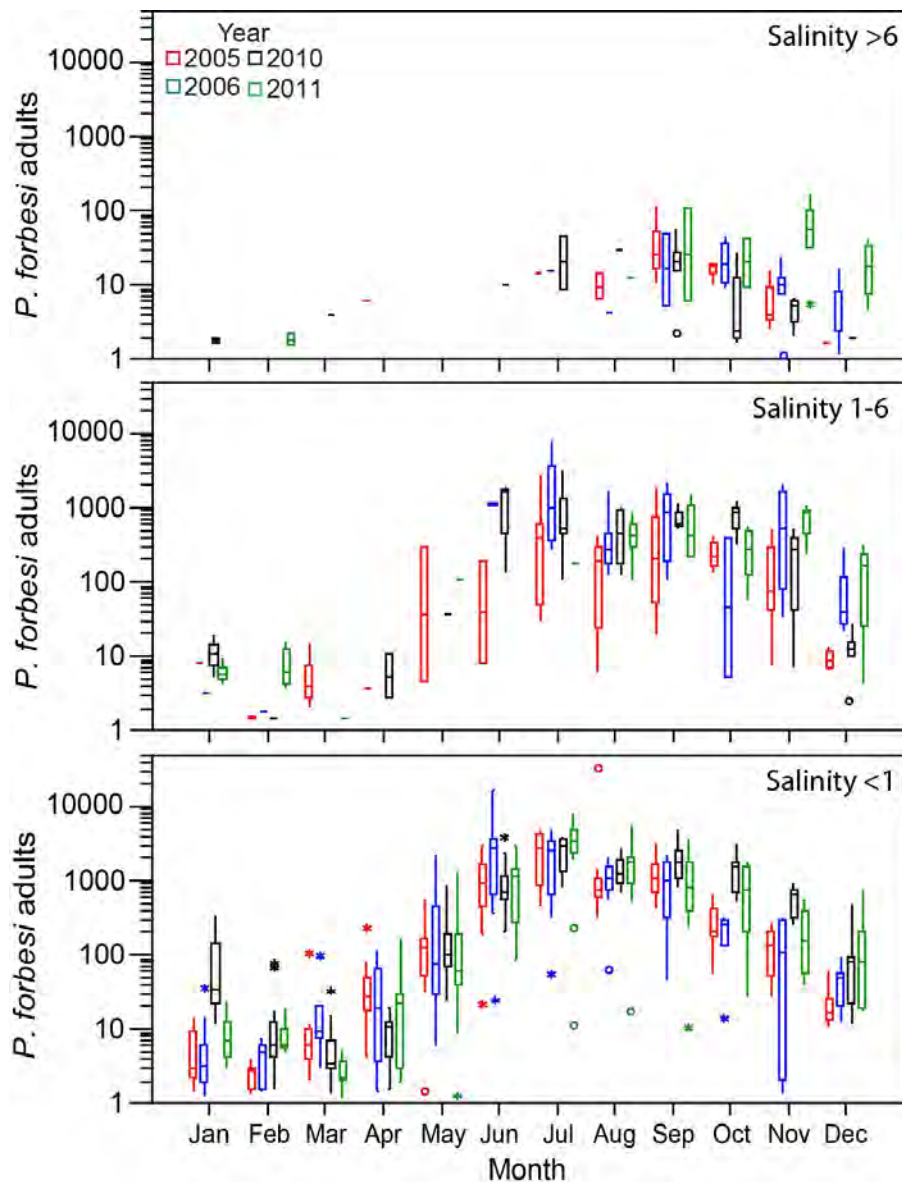 Year
2005 2010
2006 2011
Salinity >6
P. forbesi adults
10000
1000
100
10
1
Salinity 1-6
P. forbesi adults
10000
1000
100
10
1
Salinity <1
P. forbesi adults
10000
1000
100
10
1
Jan Feb Mar Apr May Jun Jul Aug Sep Oct Nov Dec
Month